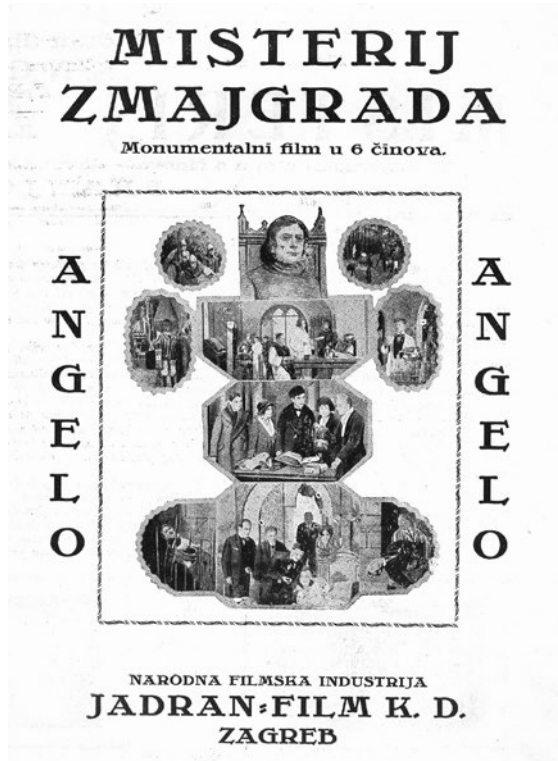 MISTERIJ
ZMAJGRADA
Monumentalni film u 6 činova.
ANGELO
ANGELO
NARODNA FILMSKA INDUSTRIJA
JADRAN=FILM K. D.
ZAGREB